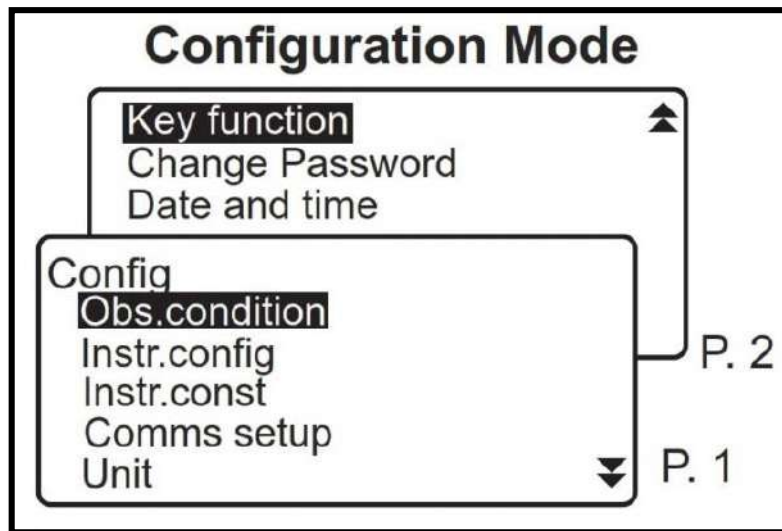 Configuration Mode
Key function
Change Password
Date and time
P. 2
Config
Obs.condition
Instr.config
Instr.const
Comms setup
Unit
P. 1